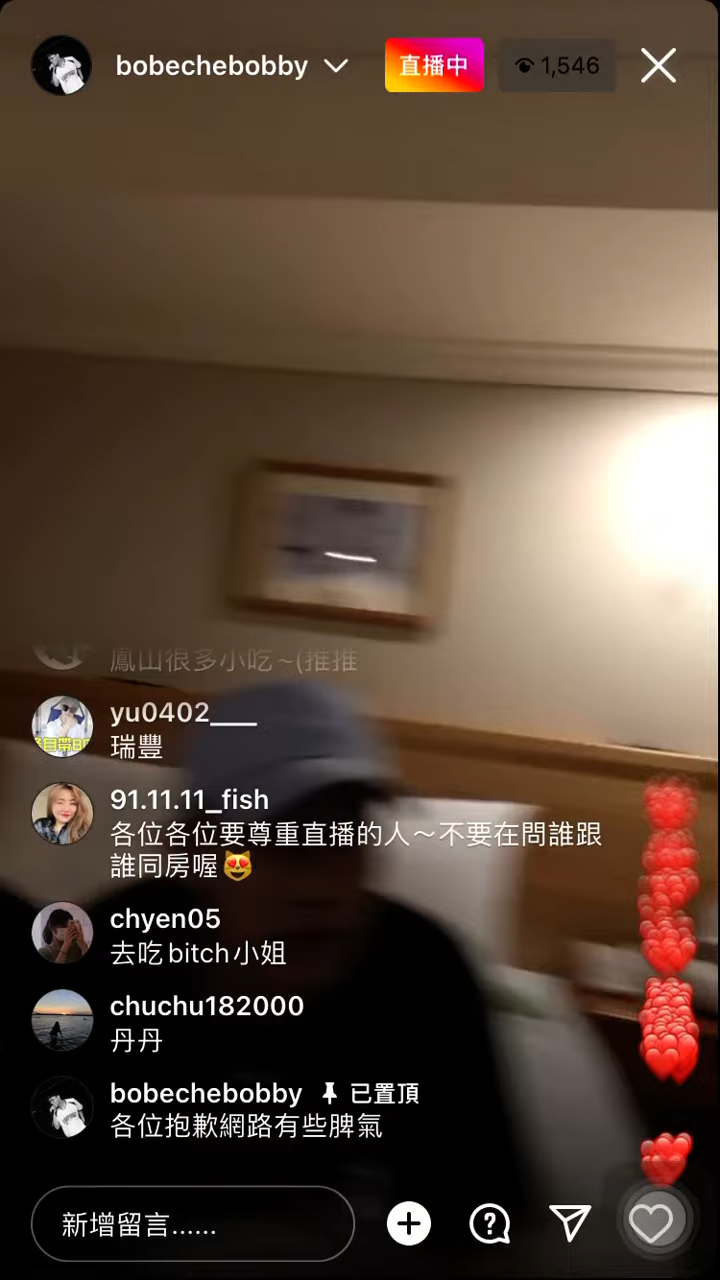 bobechebobby
直播中
1,546
鳳山很多小吃~(推推
yu0402___
瑞豐
91.11.11_fish
各位各位要尊重直播的人～不要在問誰跟
誰同房喔😻
chyen05
去吃bitch小姐
chuchu182000
丹丹
bobechebobby 已置頂
各位抱歉網路有些脾氣
新增留言......